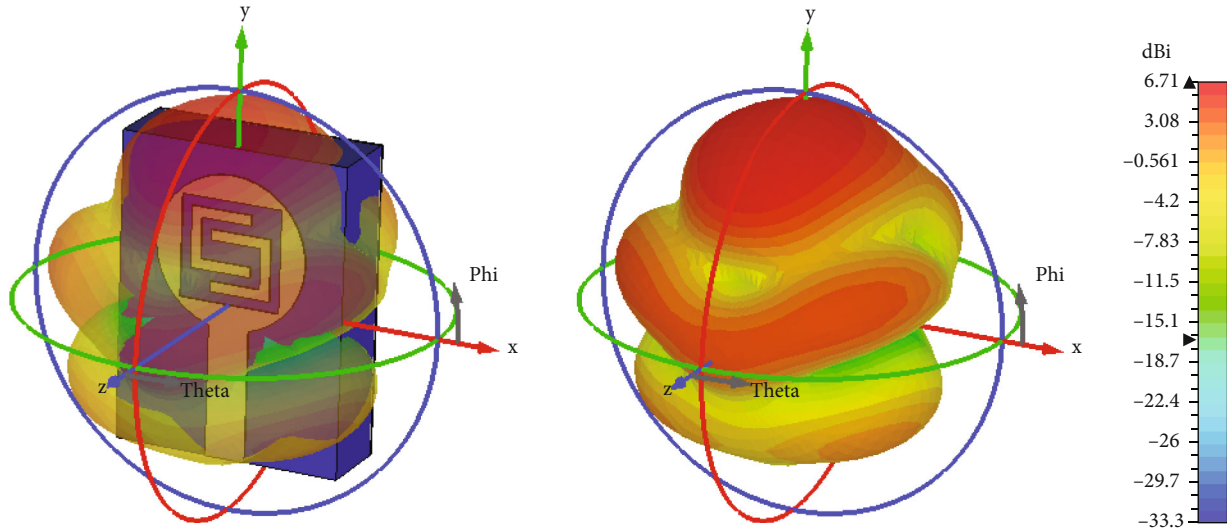 y
Phi
x
z
Theta
y
Phi
x
z
Theta
dBi
6.71
3.08
−0.561
−4.2
−7.83
−11.5
−15.1
−18.7
−22.4
−26
−29.7
−33.3